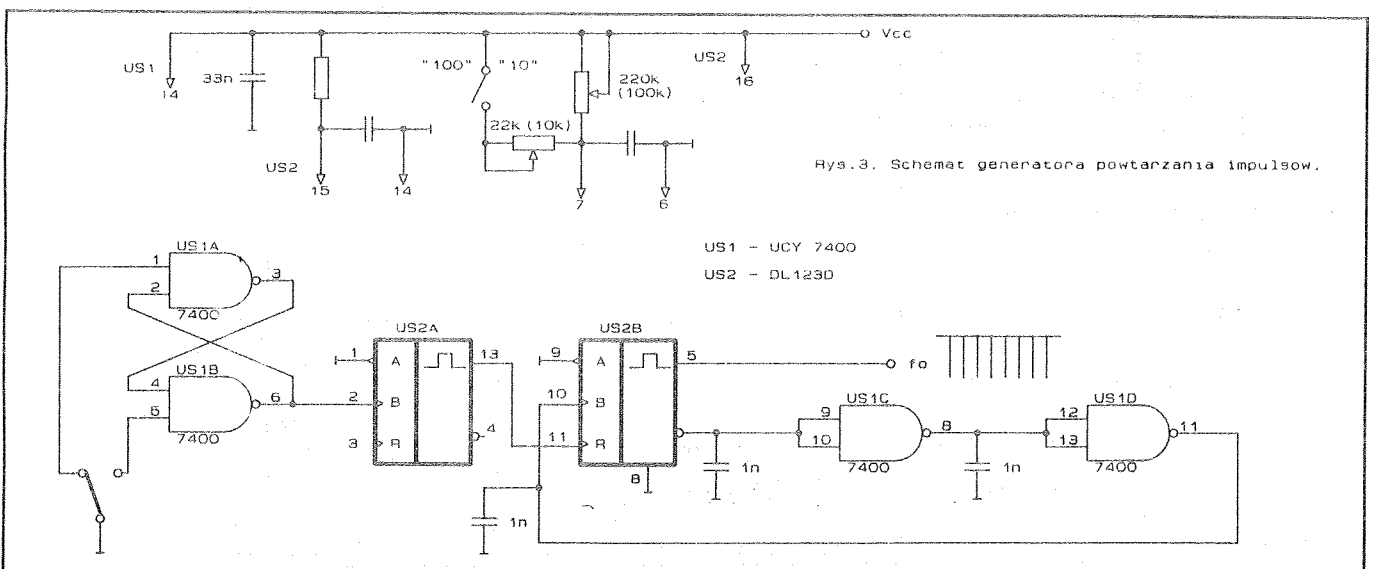 Vcc
US1
14
33n
US2
15
14
"100" "10"
22k (10k)
220k
(100k)
7
6
US2
16
Rys.3. Schemat generatora powtarzania impulsow.
US1 - UCY 7400
US2 - DL123D
US1A
1
2
3
7400
US1B
4
5
6
7400
US2A
1
A
2
B
3
R
13
4
US2B
9
A
10
B
11
R
5
8
fo
1n
1n
US1C
9
10
8
7400
1n
US1D
12
13
11
7400